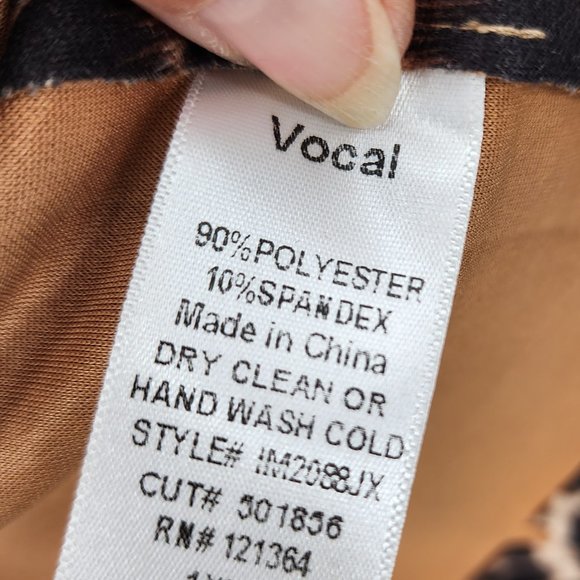 Vocal
90%POLYESTER
10%SPANDEX
Made in China
DRY CLEAN OR
HAND WASH COLD
STYLE# IM2088JX
CUT# 501856
RN# 121364